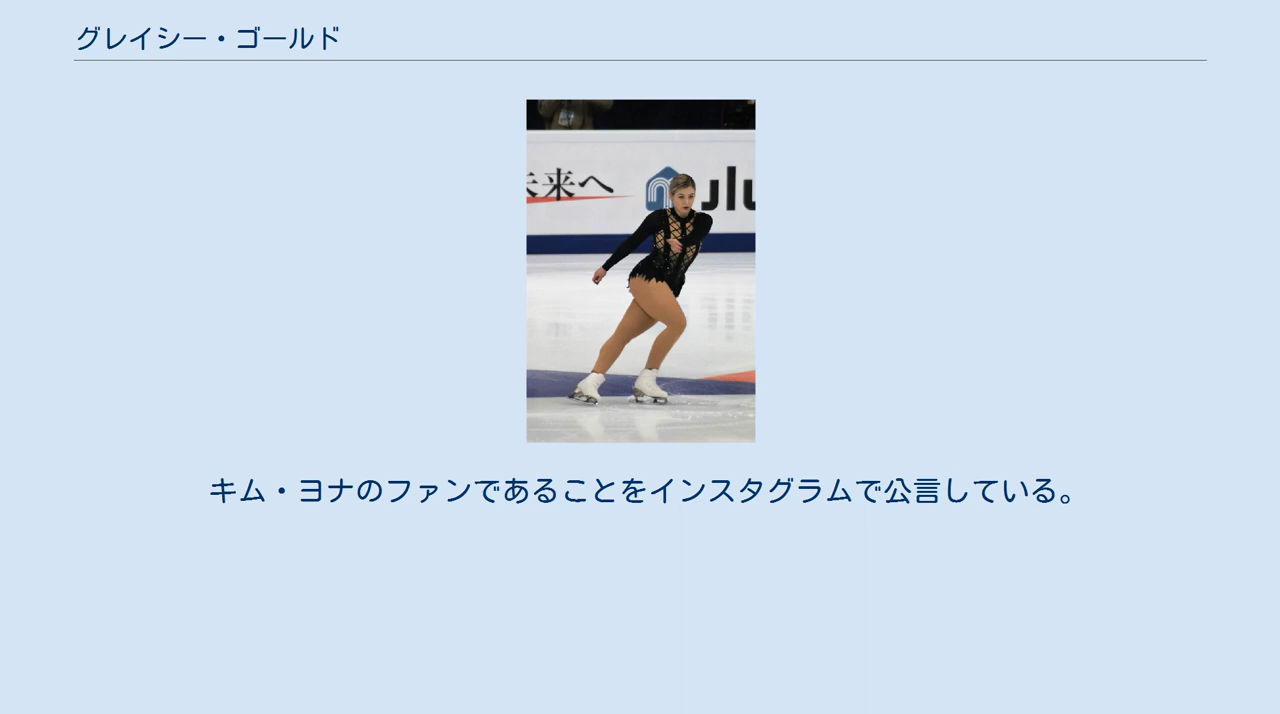 グレイシー・ゴールド
未来へ
キム・ヨナのファンであることをインスタグラムで公言している。